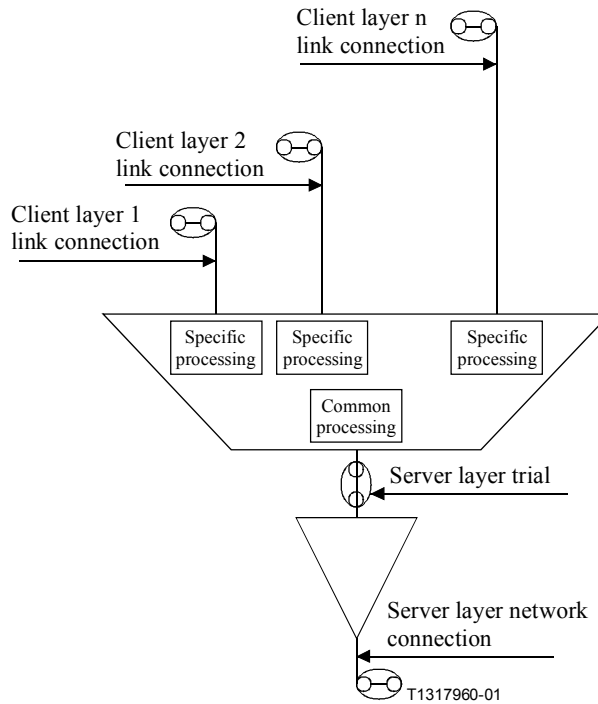 Client layer n
link connection
Client layer 2
link connection
Client layer 1
link connection
Specific
processing
Specific
processing
Specific
processing
Common
processing
Server layer trial
Server layer network
connection
T1317960-01